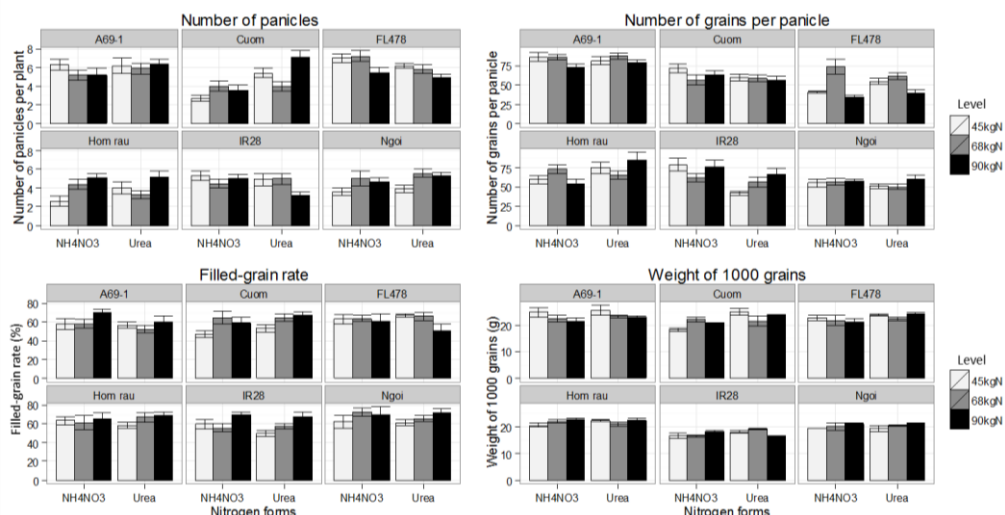 Number of panicles
Number of panicles per plant
A69-1 Cuom FL478
8
6
4
2
0
Hom rau IR28 Ngoi
8
6
4
2
0
NH4NO3 Urea NH4NO3 Urea NH4NO3 Urea
Number of grains per panicle
Number of grains per panicle
A69-1 Cuom FL478
75
50
25
0
Hom rau IR28 Ngoi
75
50
25
0
NH4NO3 Urea NH4NO3 Urea NH4NO3 Urea
Level
45kgN
68kgN
90kgN
Filled-grain rate
Filled-grain rate (%)
A69-1 Cuom FL478
80
60
40
20
0
Hom rau IR28 Ngoi
80
60
40
20
0
NH4NO3 Urea NH4NO3 Urea NH4NO3 Urea
Nitrogen forms
Weight of 1000 grains
Weight of 1000 grains (g)
A69-1 Cuom FL478
20
10
0
Hom rau IR28 Ngoi
20
10
0
NH4NO3 Urea NH4NO3 Urea NH4NO3 Urea
Nitrogen forms
Level
45kgN
68kgN
90kgN